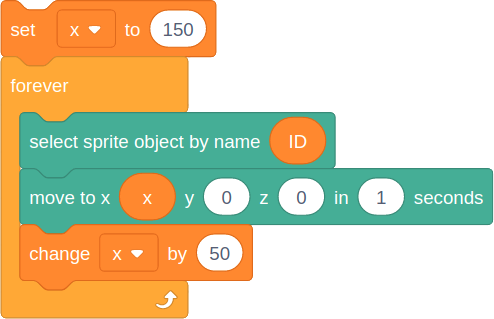 set x to 150
forever
select sprite object by name ID
move to x x y 0 z 0 in 1 seconds
change x by 50